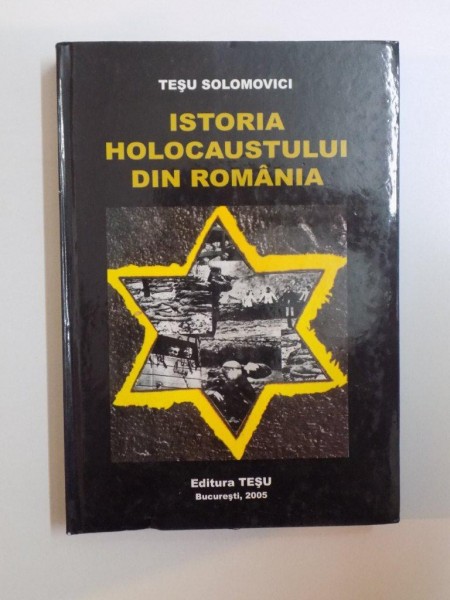 TEŞU SOLOMOVICI
ISTORIA
HOLOCAUSTULUI
DIN ROMÂNIA
Editura TEŞU
Bucureşti, 2005